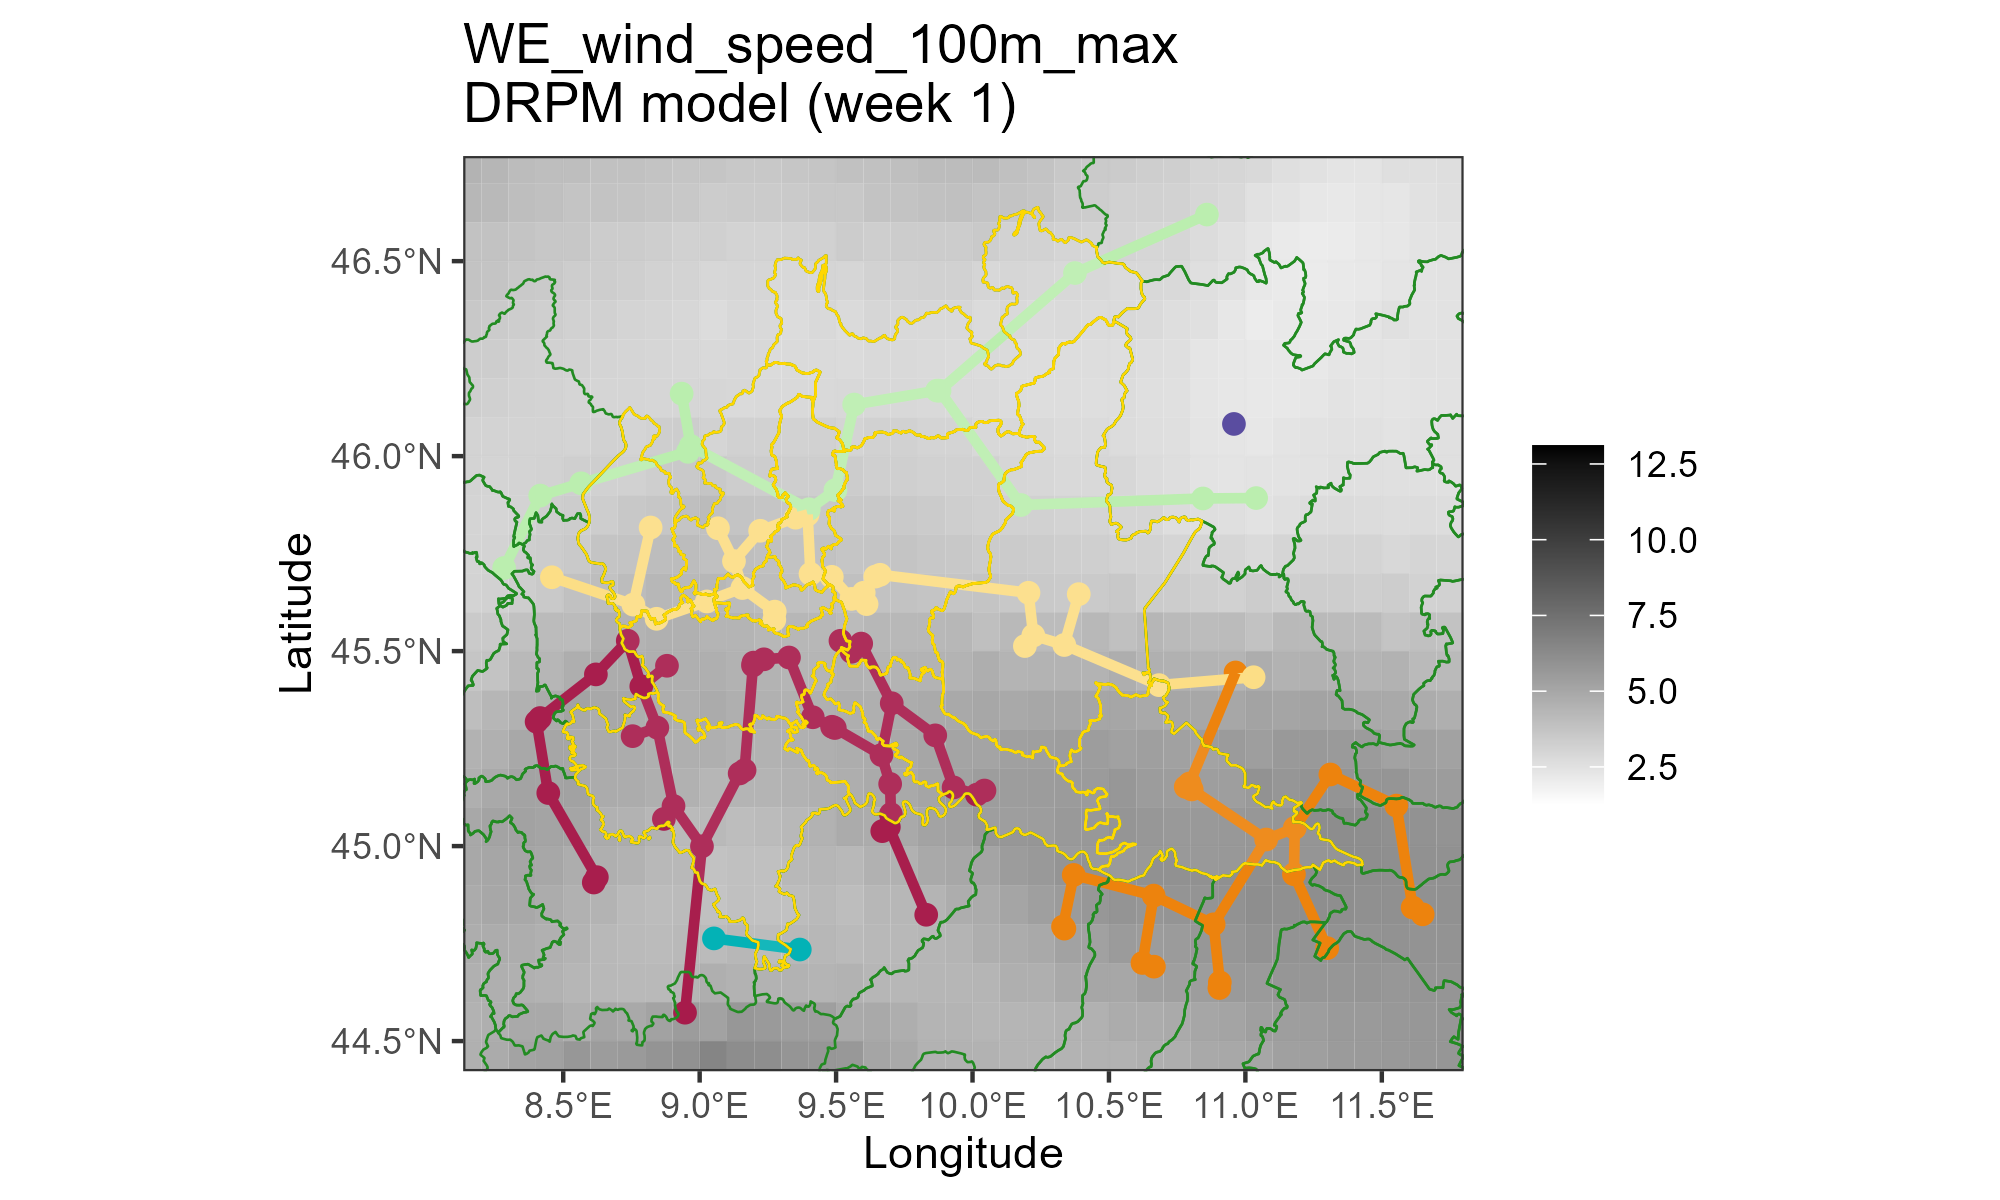 WE_wind_speed_100m_max
DRPM model (week 1)
46.5°N
46.0°N
45.5°N
45.0°N
44.5°N
Latitude
8.5°E
9.0°E
9.5°E
10.0°E
10.5°E
11.0°E
11.5°E
Longitude
12.5
10.0
7.5
5.0
2.5